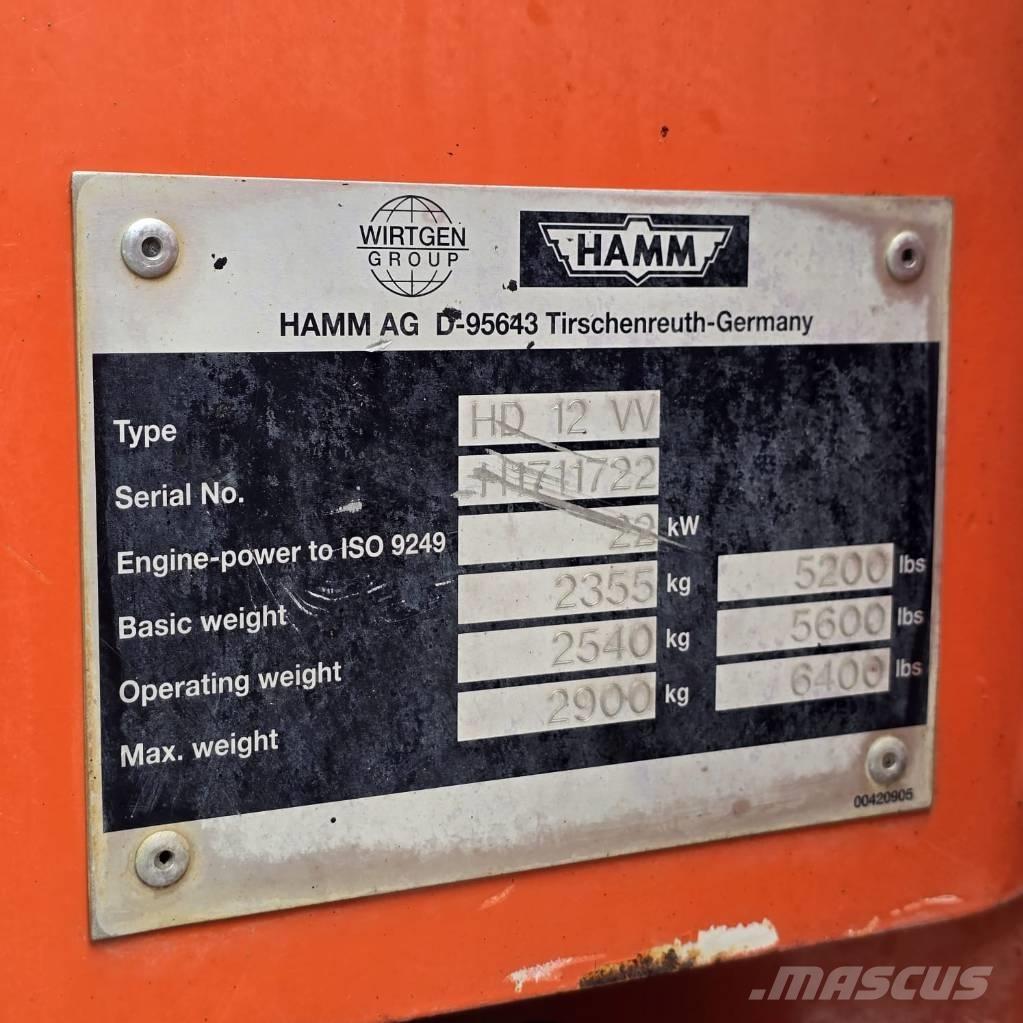 WIRTGEN
GROUP
HAMM
HAMM AG D-95643 Tirschenreuth-Germany
Type HD 12 VV
Serial No.
Engine-power to ISO 9249 22 kW
Basic weight 2355 kg 5200 lbs
Operating weight 2540 kg 5600 lbs
Max. weight 2900 kg 6400 lbs
00420905
.MASCUS